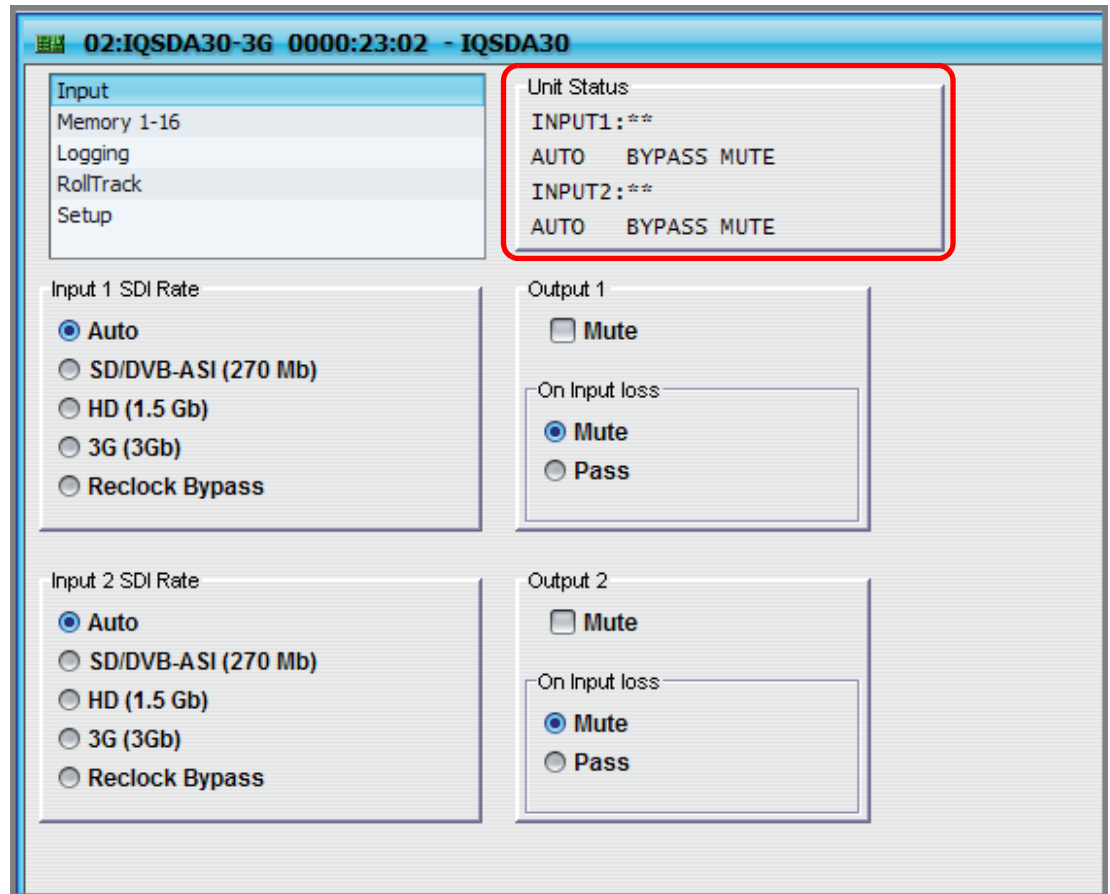 02:IQSDA30-3G 0000:23:02 - IQSDA30
Input
Memory 1-16
Logging
RollTrack
Setup
Unit Status
INPUT1:**
AUTO BYPASS MUTE
INPUT2:**
AUTO BYPASS MUTE
Input 1 SDI Rate
Auto
SD/DVB-ASI (270 Mb)
HD (1.5 Gb)
3G (3Gb)
Reclock Bypass
Output 1
Mute
On Input loss
Mute
Pass
Input 2 SDI Rate
Auto
SD/DVB-ASI (270 Mb)
HD (1.5 Gb)
3G (3Gb)
Reclock Bypass
Output 2
Mute
On Input loss
Mute
Pass